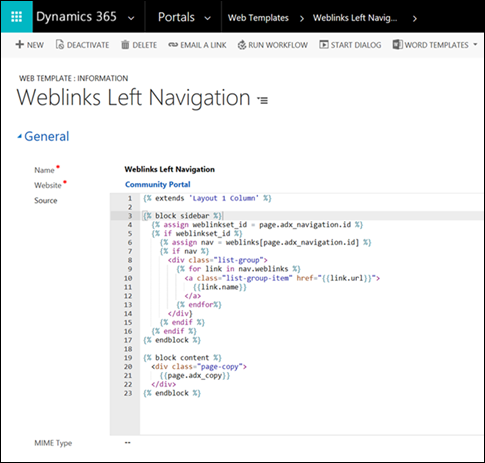 Dynamics 365 Portals Web Templates Weblinks Left Navig...
NEW DEACTIVATE DELETE EMAIL A LINK RUN WORKFLOW START DIALOG WORD TEMPLATES
WEB TEMPLATE : INFORMATION
Weblinks Left Navigation
General
Name * Weblinks Left Navigation
Website * Community Portal
Source
1 {% extends 'Layout 1 Column' %}
2
3 {% block sidebar %}
4 {% assign weblinkset_id = page.adx_navigation.id %}
5 {% if weblinkset_id %}
6 {% assign nav = weblinks[page.adx_navigation.id] %}
7 {% if nav %}
8 <div class="list-group">
9 {% for link in nav.weblinks %}
10 <a class="list-group-item" href="{{link.url}}">
11 {{link.name}}
12 </a>
13 {% endfor%}
14 </div}
15 {% endif %}
16 {% endif %}
17 {% endblock %}
18
19 {% block content %}
20 <div class="page-copy">
21 {{page.adx_copy}}
22 </div>
23 {% endblock %}
MIME Type --